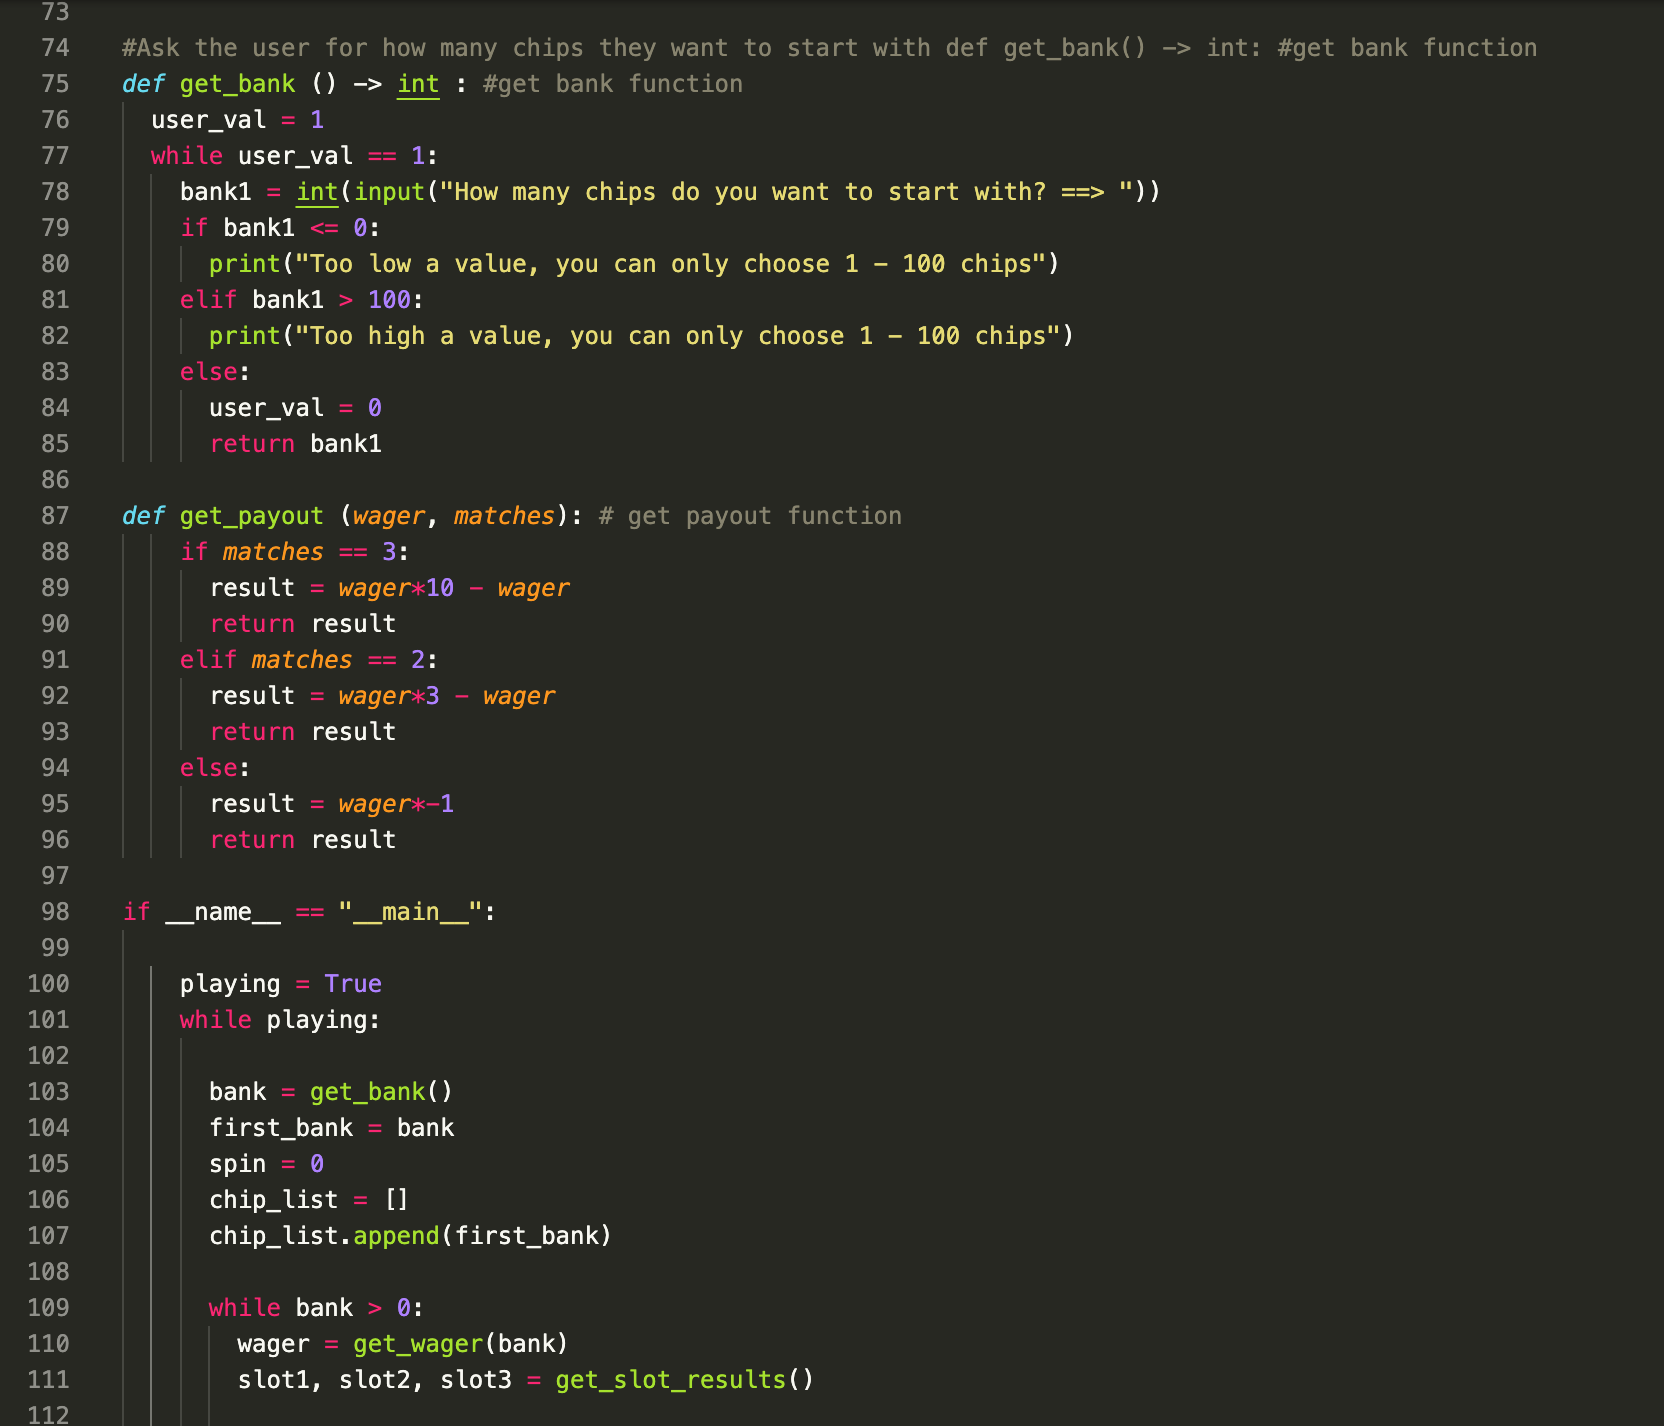 73
74 #Ask the user for how many chips they want to start with def get_bank() -> int: #get bank function
75 def get_bank () -> int : #get bank function
76   user_val = 1
77   while user_val == 1:
78     bank1 = int(input("How many chips do you want to start with? ==> "))
79     if bank1 <= 0:
80       print("Too low a value, you can only choose 1 - 100 chips")
81     elif bank1 > 100:
82       print("Too high a value, you can only choose 1 - 100 chips")
83     else:
84       user_val = 0
85       return bank1
86
87 def get_payout (wager, matches): # get payout function
88     if matches == 3:
89       result = wager*10 - wager
90       return result
91     elif matches == 2:
92       result = wager*3 - wager
93       return result
94     else:
95       result = wager*-1
96       return result
97
98 if __name__ == "__main__":
99
100     playing = True
101     while playing:
102
103       bank = get_bank()
104       first_bank = bank
105       spin = 0
106       chip_list = []
107       chip_list.append(first_bank)
108
109       while bank > 0:
110         wager = get_wager(bank)
111         slot1, slot2, slot3 = get_slot_results()
112